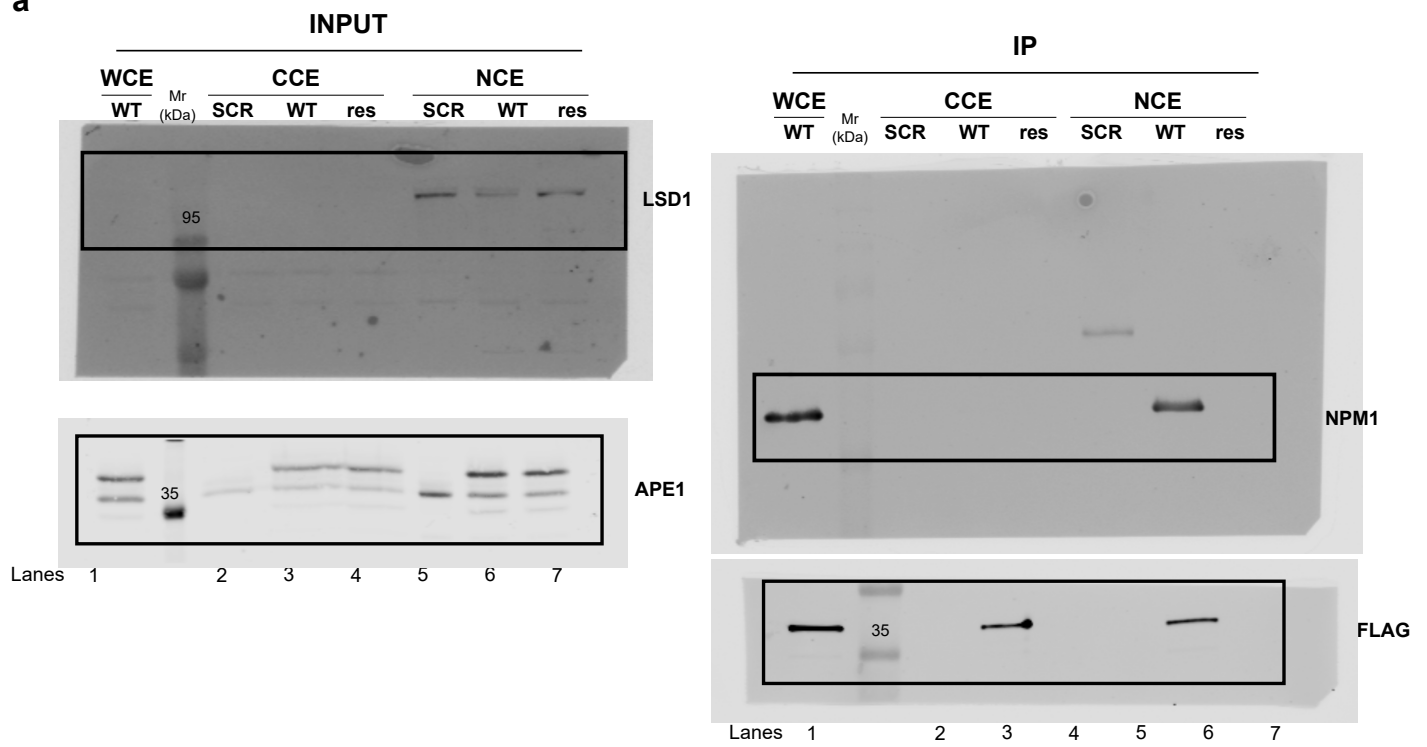 a
INPUT
WCE Mr (kDa) CCE NCE
WT SCR WT res SCR WT res
95
LSD1
35
APE1
Lanes 1 2 3 4 5 6 7
IP
WCE Mr (kDa) CCE NCE
WT SCR WT res SCR WT res
NPM1
35
FLAG
Lanes 1 2 3 4 5 6 7